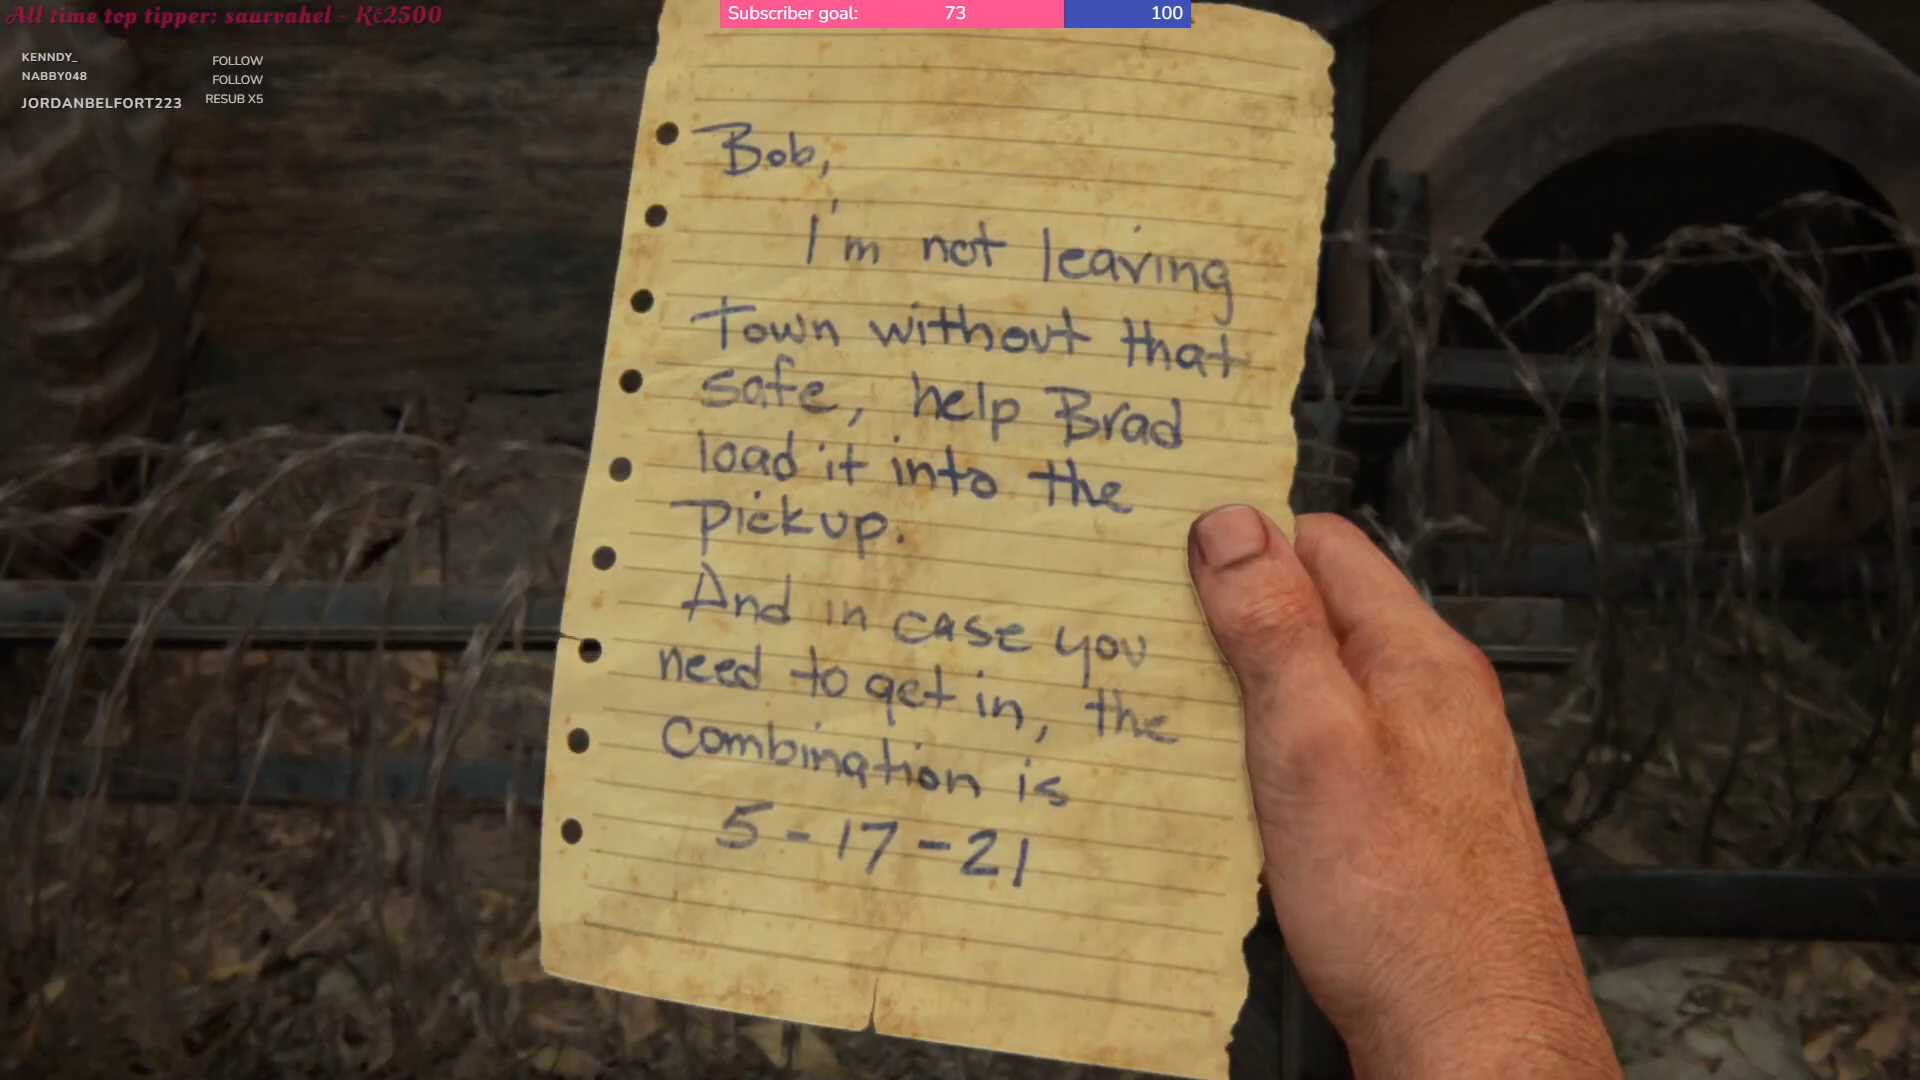 All time top tipper: saurvahel - Kč2500
Subscriber goal: 73 100
KENNDY_ FOLLOW
NABBY048 FOLLOW
JORDANBELFORT223 RESUB X5
Bob,
I'm not leaving
Town without that
safe, help Brad
load it into the
Pickup.
And in case you
need to get in, the
Combination is
5-17-21